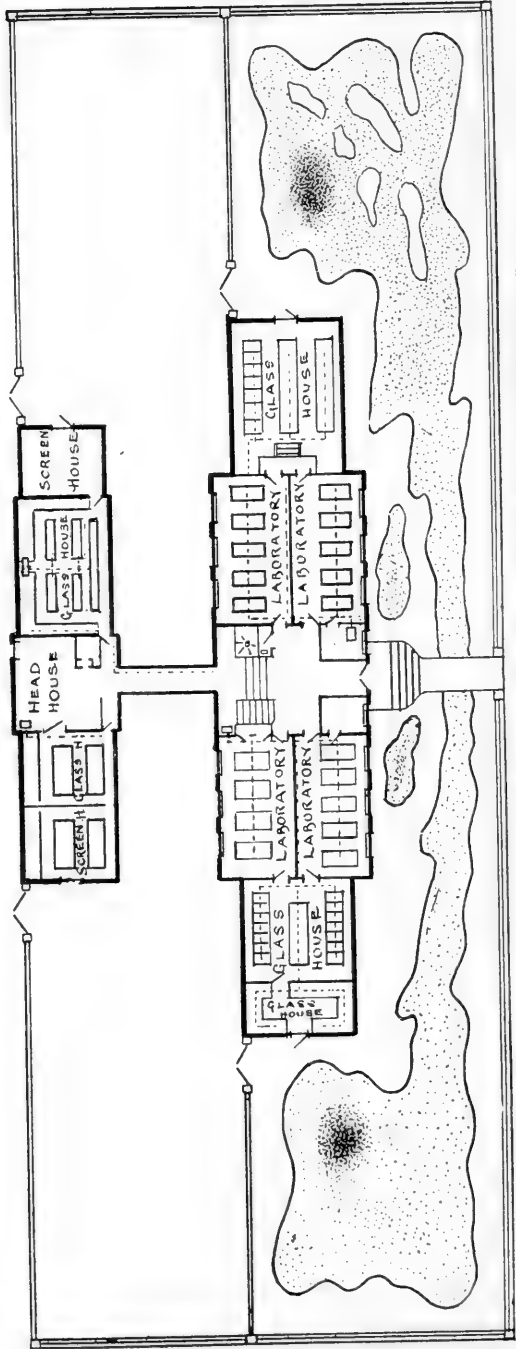 SCREEN H.
GLASS H.
HEAD
HOUSE
GLASS
HOUSE
SCREEN
HOUSE
GLASS
HOUSE
GLASS
HOUSE
LABORATORY
LABORATORY
LABORATORY
LABORATORY
GLASS
HOUSE